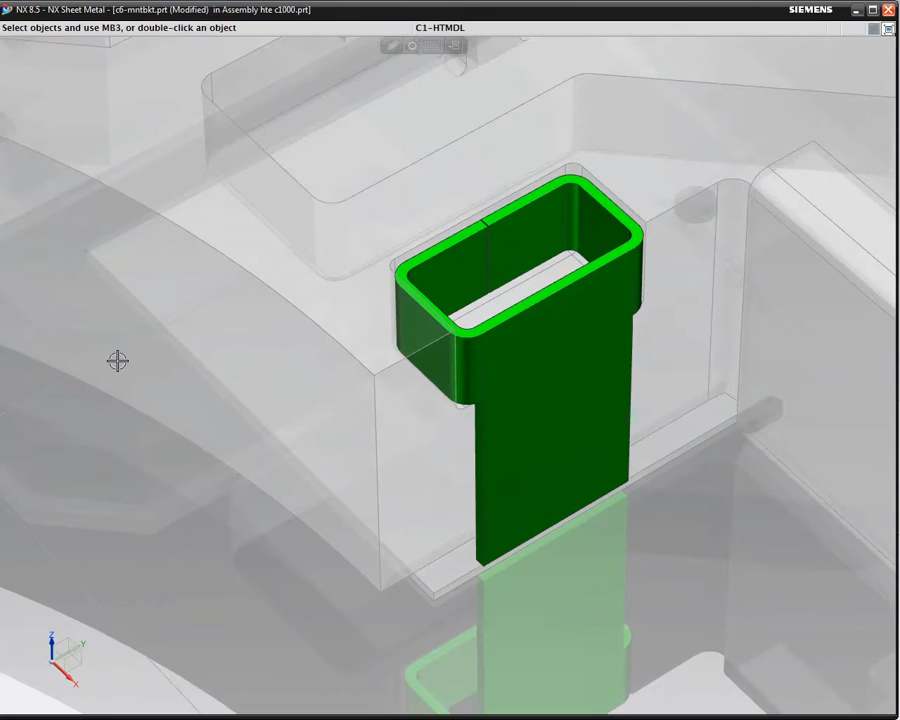 NX 8.5 - NX Sheet Metal - [c6-mntbkt.prt (Modified)  in Assembly hte c1000.prt]
SIEMENS
Select objects and use MB3, or double-click an object
C1-HTMDL
Z
Y
X